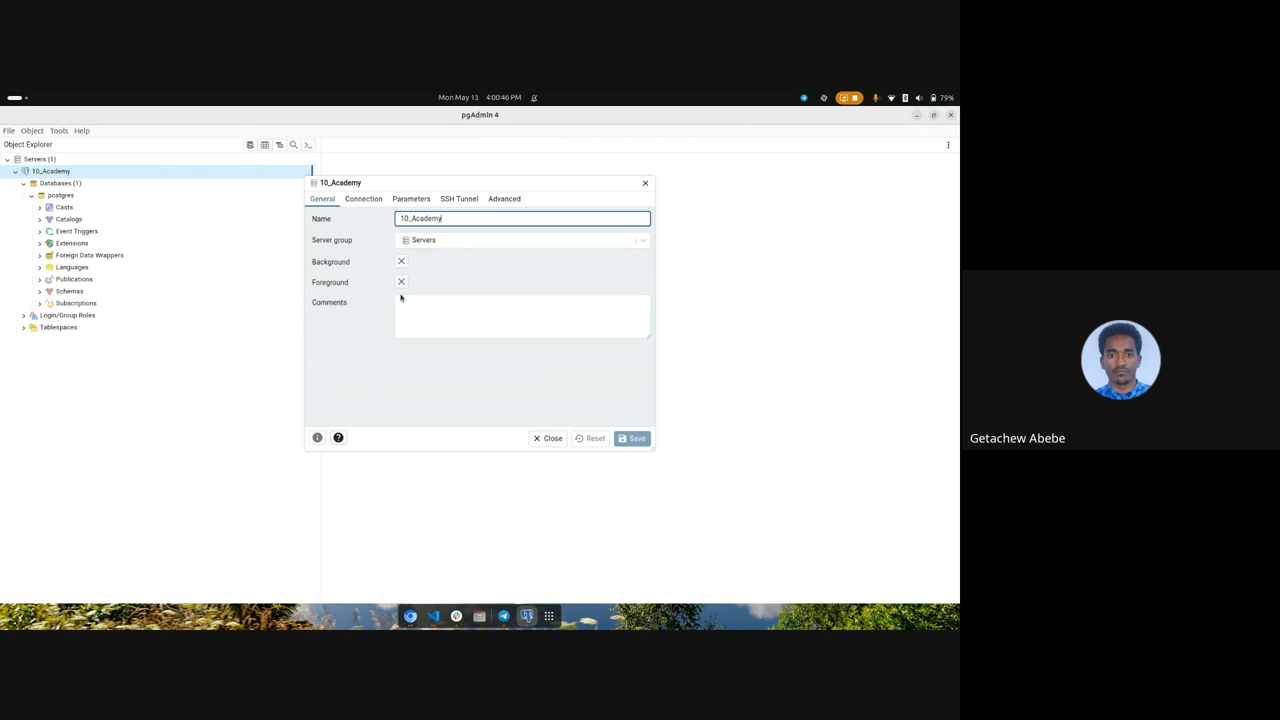 Mon May 13 4:00:46 PM
79%
pgAdmin 4
File Object Tools Help
Object Explorer
Servers (1)
10_Academy
Databases (1)
postgres
Casts
Catalogs
Event Triggers
Extensions
Foreign Data Wrappers
Languages
Publications
Schemas
Subscriptions
Login/Group Roles
Tablespaces
10_Academy
General Connection Parameters SSH Tunnel Advanced
Name 10_Academy
Server group Servers
Background
Foreground
Comments
Close Reset Save
Getachew Abebe